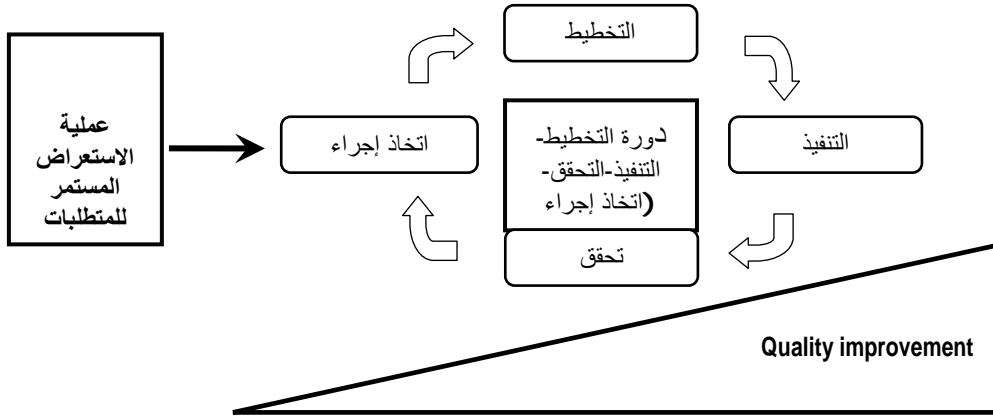 التخطيط
عملية
الاستعراض
المستمر
للمتطلبات
اتخاذ إجراء
دورة التخطيط-
التنفيذ-التحقق-
(اتخاذ إجراء
التنفيذ
تحقق
Quality improvement